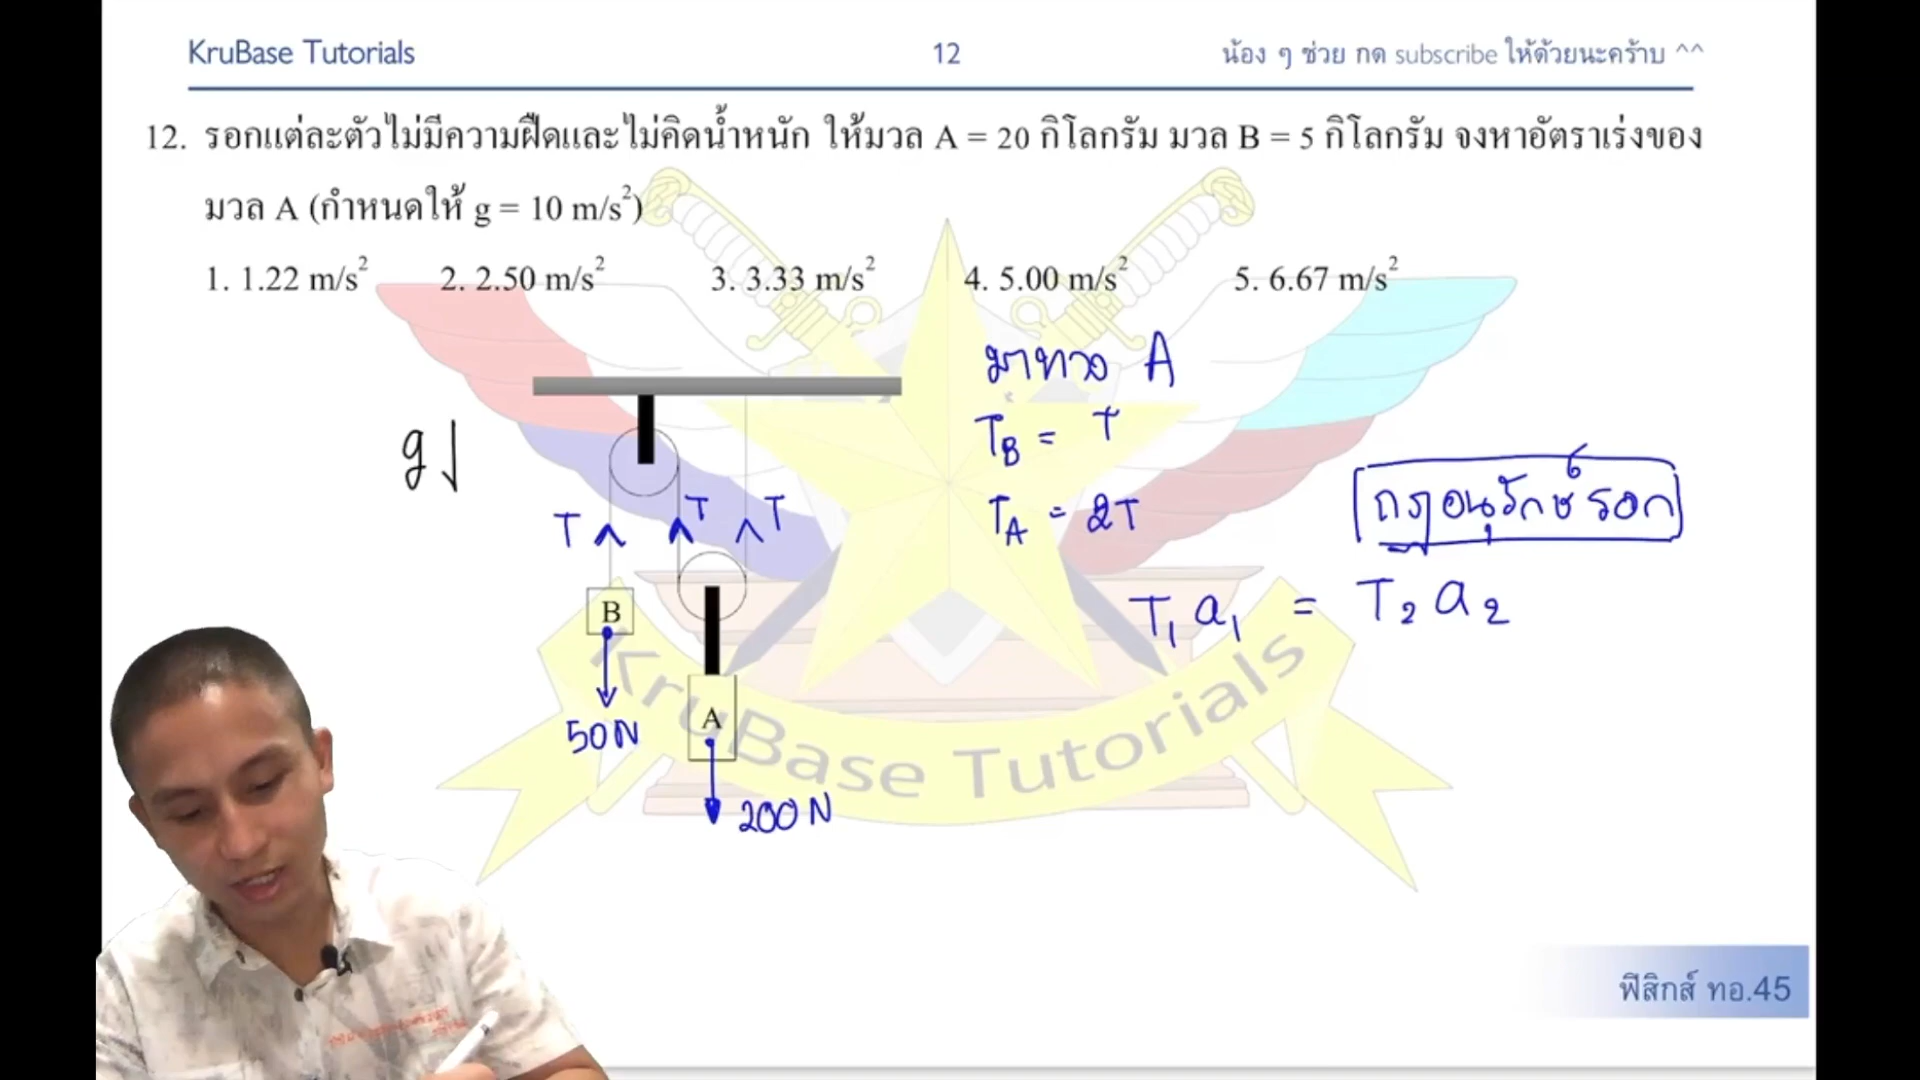 KruBase Tutorials
12
น้อง ๆ ช่วย กด subscribe ให้ด้วยนะคร้าบ ^^
12. รอกแต่ละตัวไม่มีความฝืดและไม่คิดน้ำหนัก ให้มวล A = 20 กิโลกรัม มวล B = 5 กิโลกรัม จงหาอัตราเร่งของ
มวล A (กำหนดให้ g = 10 m/s²)
1. 1.22 m/s² 2. 2.50 m/s² 3. 3.33 m/s² 4. 5.00 m/s² 5. 6.67 m/s²
g
T T T
B
50N
A
200 N
A
T_B = T
T_A = 2T
กฎอนุรักษ์รอก
T₁ a₁ = T₂ a₂
KruBase Tutorials
ฟิสิกส์ ทอ.45